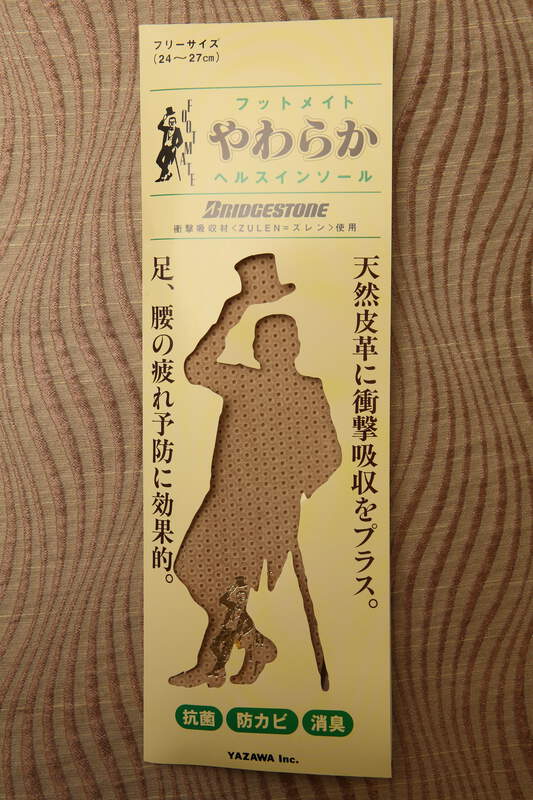 フリーサイズ
(24〜27cm)
FOOTMATE
フットメイト
やわらか
ヘルスインソール
BRIDGESTONE
衝撃吸収材<ZULEN=ズレン>使用
天然皮革に衝撃吸収をプラス。
足、腰の疲れ予防に効果的。
抗菌 防カビ 消臭
YAZAWA Inc.